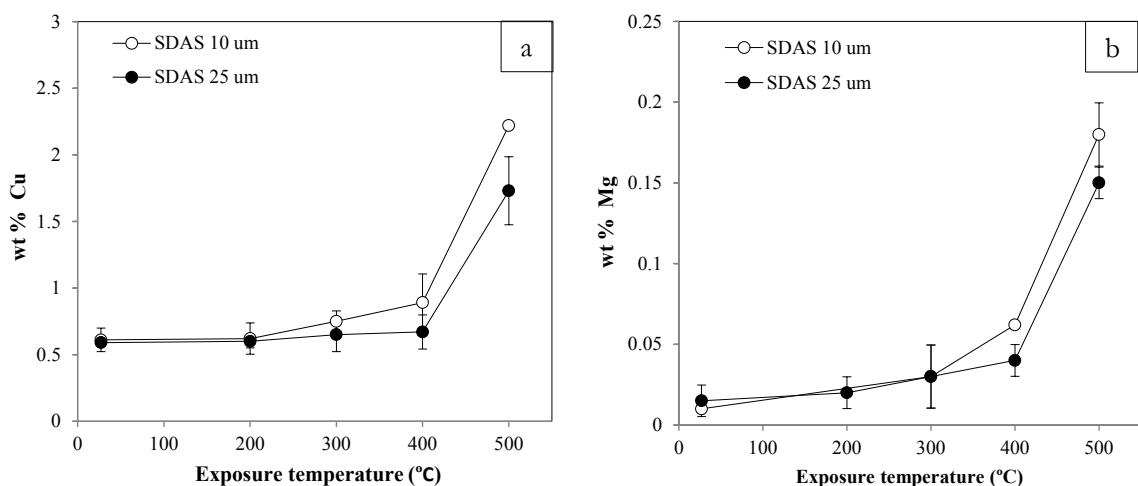 a
SDAS 10 um
SDAS 25 um
3
2.5
2
1.5
1
0.5
0
wt % Cu
0 100 200 300 400 500
Exposure temperature (°C)
b
SDAS 10 um
SDAS 25 um
0.25
0.2
0.15
0.1
0.05
0
wt % Mg
0 100 200 300 400 500
Exposure temperature (°C)